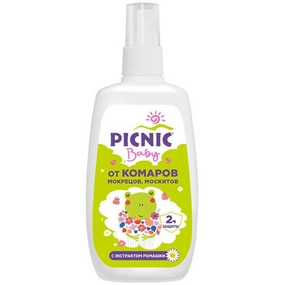 PICNIC
Baby
от КОМАРОВ
МОКРЕЦОВ, МОСКИТОВ
2ч
ЗАЩИТЫ
С ЭКСТРАКТОМ РОМАШКИ